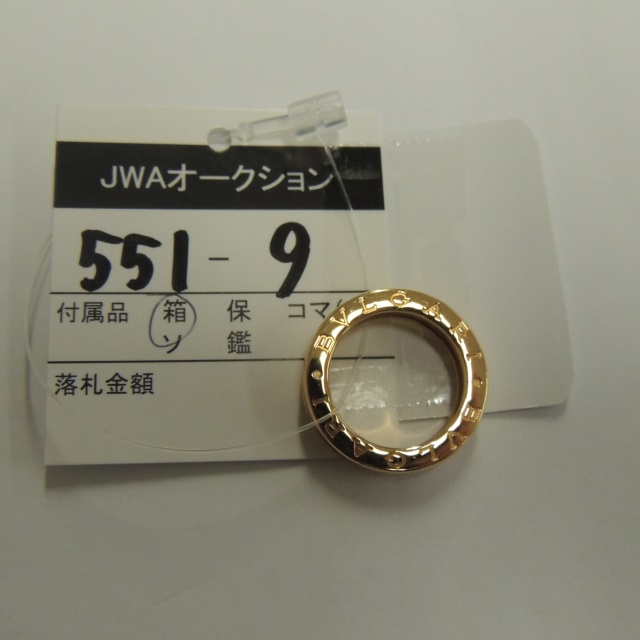 JWAオークション
551-9
付属品 箱 保 コマ
ソ 鑑
落札金額
BVLGARI BVLGARI